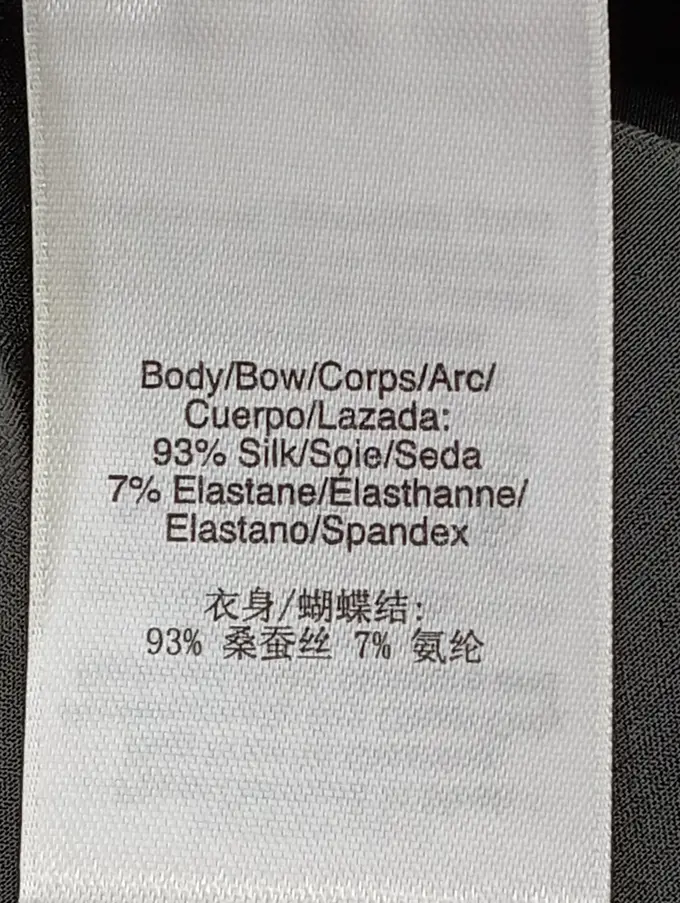 Body/Bow/Corps/Arc/
Cuerpo/Lazada:
93% Silk/Soie/Seda
7% Elastane/Élasthanne/
Elastano/Spandex
衣身/蝴蝶结:
93% 桑蚕丝 7% 氨纶